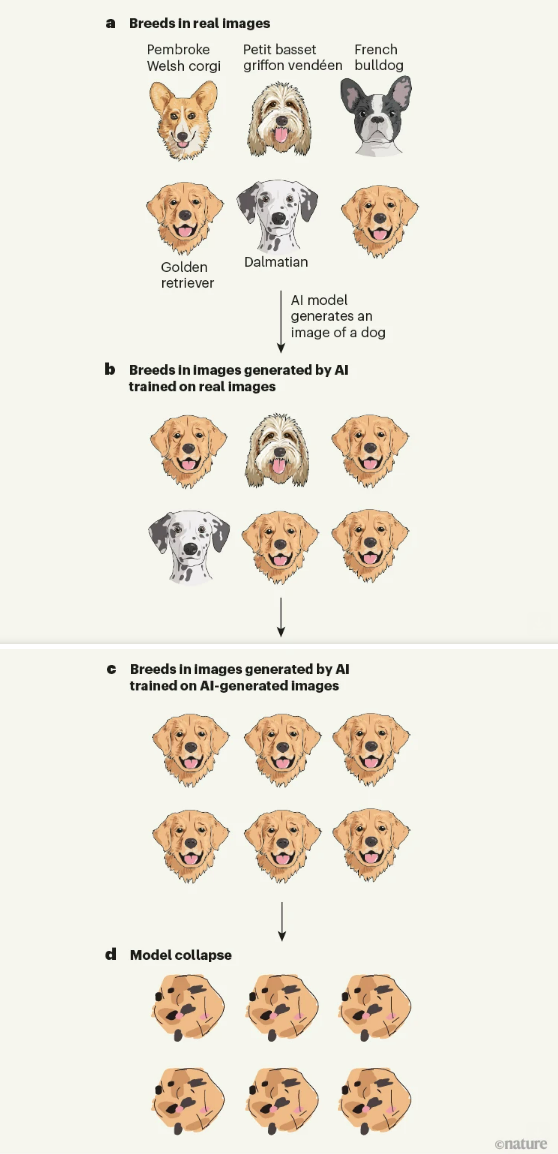 a Breeds in real images
Pembroke
Welsh corgi
Petit basset
griffon vendéen
French
bulldog
Golden
retriever
Dalmatian
AI model
generates an
image of a dog
b Breeds in images generated by AI
trained on real images
c Breeds in images generated by AI
trained on AI-generated images
d Model collapse
©nature